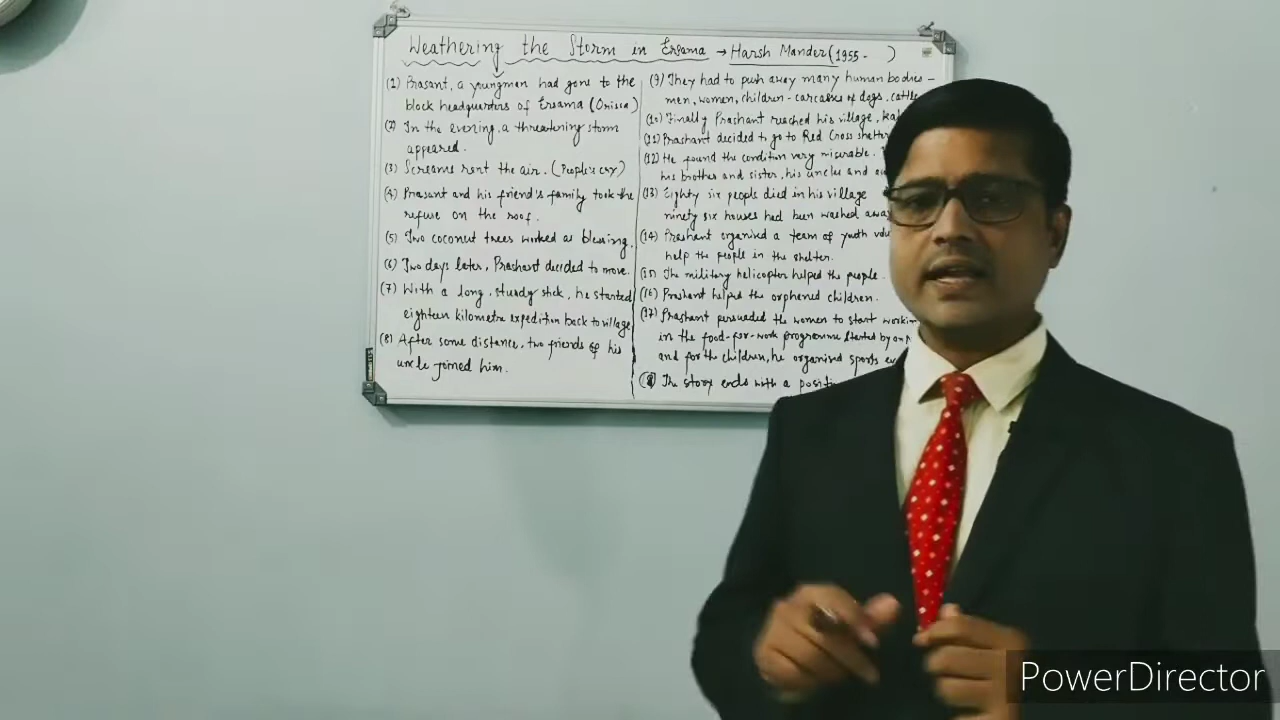 Weathering the Storm in Ersama → Harsh Mander (1955 - )
(1) Prasant, a youngman had gone to the
block headquarters of Ersama (Orissa)
(2) In the evening, a threatening storm
appeared.
(3) Screams rent the air. (People's cry)
(4) Prasant and his friend's family took the
refuse on the roof.
(5) Two coconut trees worked as blessing.
(6) Two days later, Prashant decided to move.
(7) With a long, sturdy stick, he started
eighteen kilometre expedition back to village
(8) After some distance, two friends of his
uncle joined him.
(9) They had to push away many human bodies -
men, women, children - carcasses of dogs, cattle
(10) Finally Prashant reached his village,
(11) Prashant decided to go to Red Cross shelter
(12) He found the condition very miserable.
his brother and sister, his uncle and
(13) Eighty six people died in his village
ninety six houses had been washed away
(14) Prashant organised a team of youth
help the people in the shelter.
(15) The military helicopter helped the people.
(16) Prashant helped the orphaned children.
(17) Prashant persuaded the women to start
in the food-for-work programme started by
and for the children, he organised sports
The story ends with a
PowerDirector